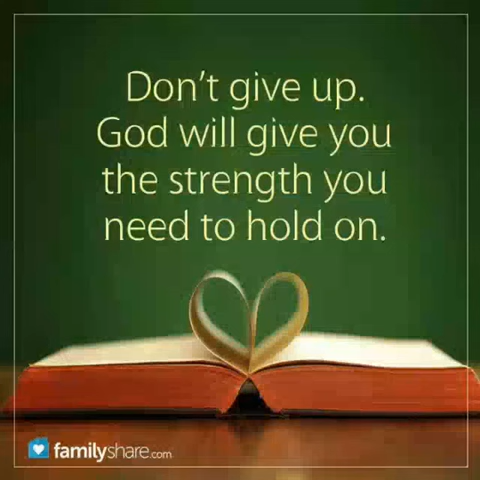 Don't give up.
God will give you
the strength you
need to hold on.
familyshare.com